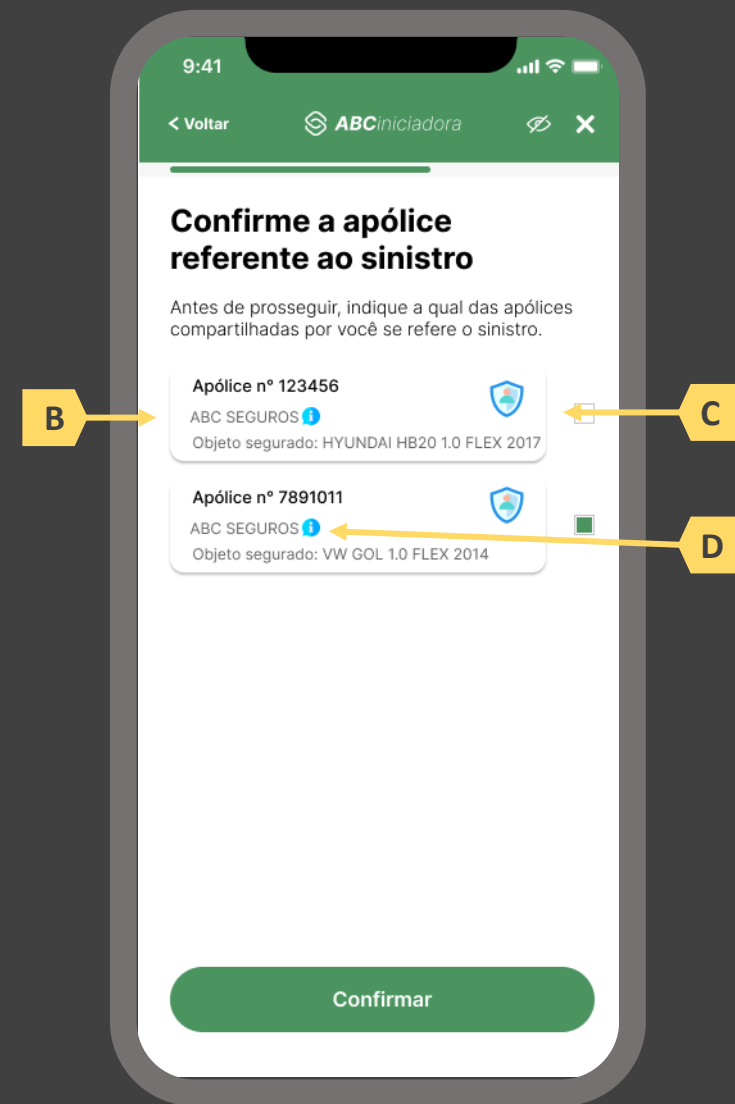 9:41
< Voltar
ABCiniciadora
Confirme a apólice
referente ao sinistro
Antes de prosseguir, indique a qual das apólices
compartilhadas por você se refere o sinistro.
B
Apólice nº 123456
ABC SEGUROS i
Objeto segurado: HYUNDAI HB20 1.0 FLEX 2017
C
Apólice nº 7891011
ABC SEGUROS i
Objeto segurado: VW GOL 1.0 FLEX 2014
D
Confirmar